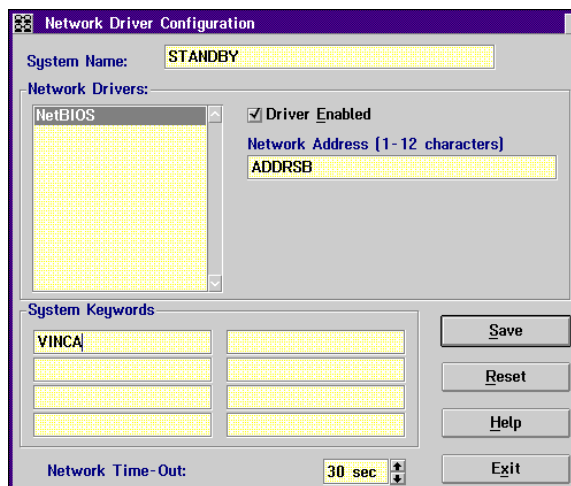 Network Driver Configuration
System Name: STANDBY
Network Drivers:
NetBIOS
Driver Enabled
Network Address (1-12 characters)
ADDRSB
System Keywords
VINCA
Save
Reset
Help
Network Time-Out: 30 sec
Exit